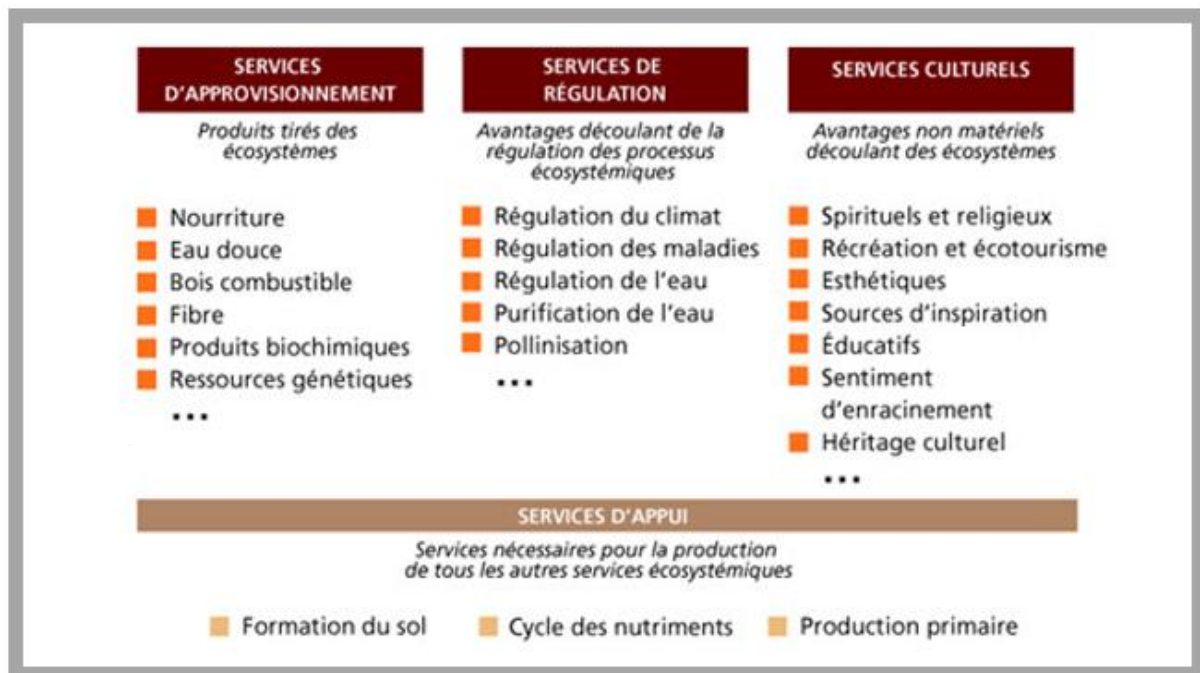 SERVICES
D'APPROVISIONNEMENT
Produits tirés des
écosystèmes
Nourriture
Eau douce
Bois combustible
Fibre
Produits biochimiques
Ressources génétiques
...
SERVICES DE
RÉGULATION
Avantages découlant de la
régulation des processus
écosystémiques
Régulation du climat
Régulation des maladies
Régulation de l'eau
Purification de l'eau
Pollinisation
...
SERVICES CULTURELS
Avantages non matériels
découlant des écosystèmes
Spirituels et religieux
Récréation et écotourisme
Esthétiques
Sources d'inspiration
Éducatifs
Sentiment
d'enracinement
Héritage culturel
...
SERVICES D'APPUI
Services nécessaires pour la production
de tous les autres services écosystémiques
Formation du sol
Cycle des nutriments
Production primaire